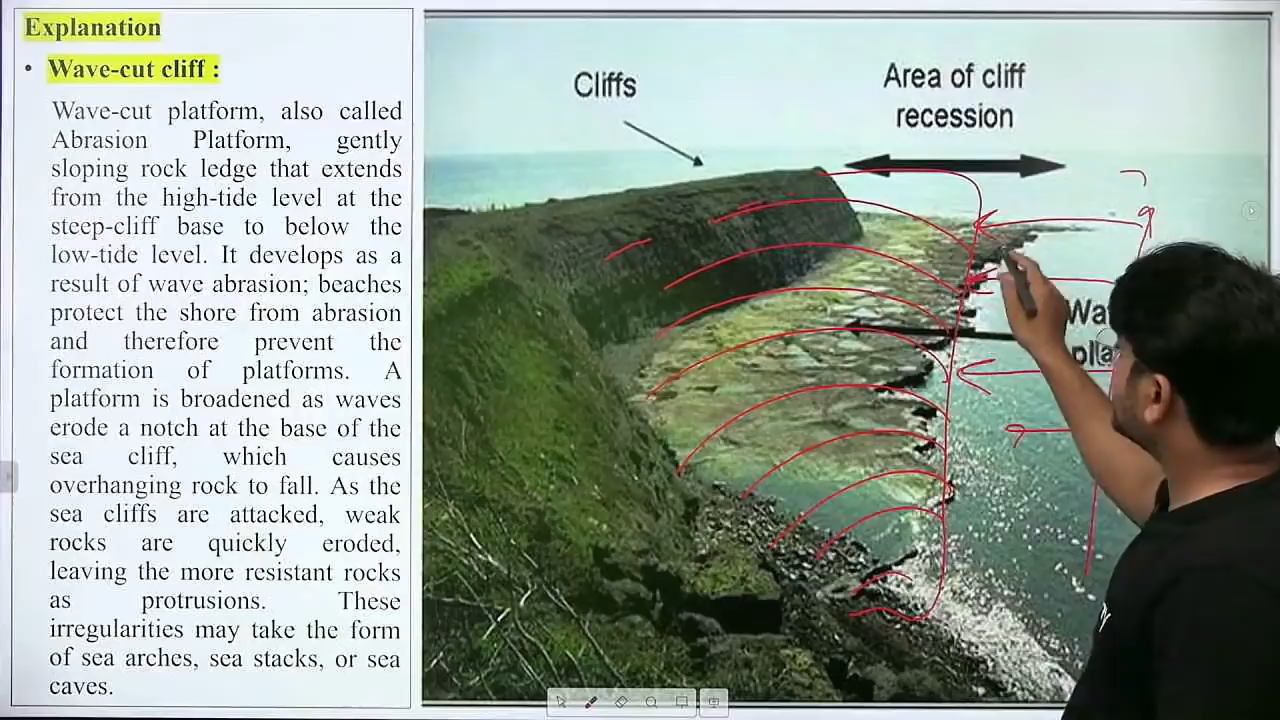 Explanation
• Wave-cut cliff :
Wave-cut platform, also called
Abrasion Platform, gently
sloping rock ledge that extends
from the high-tide level at the
steep-cliff base to below the
low-tide level. It develops as a
result of wave abrasion; beaches
protect the shore from abrasion
and therefore prevent the
formation of platforms. A
platform is broadened as waves
erode a notch at the base of the
sea cliff, which causes
overhanging rock to fall. As the
sea cliffs are attacked, weak
rocks are quickly eroded,
leaving the more resistant rocks
as protrusions. These
irregularities may take the form
of sea arches, sea stacks, or sea
caves.
Cliffs
Area of cliff
recession